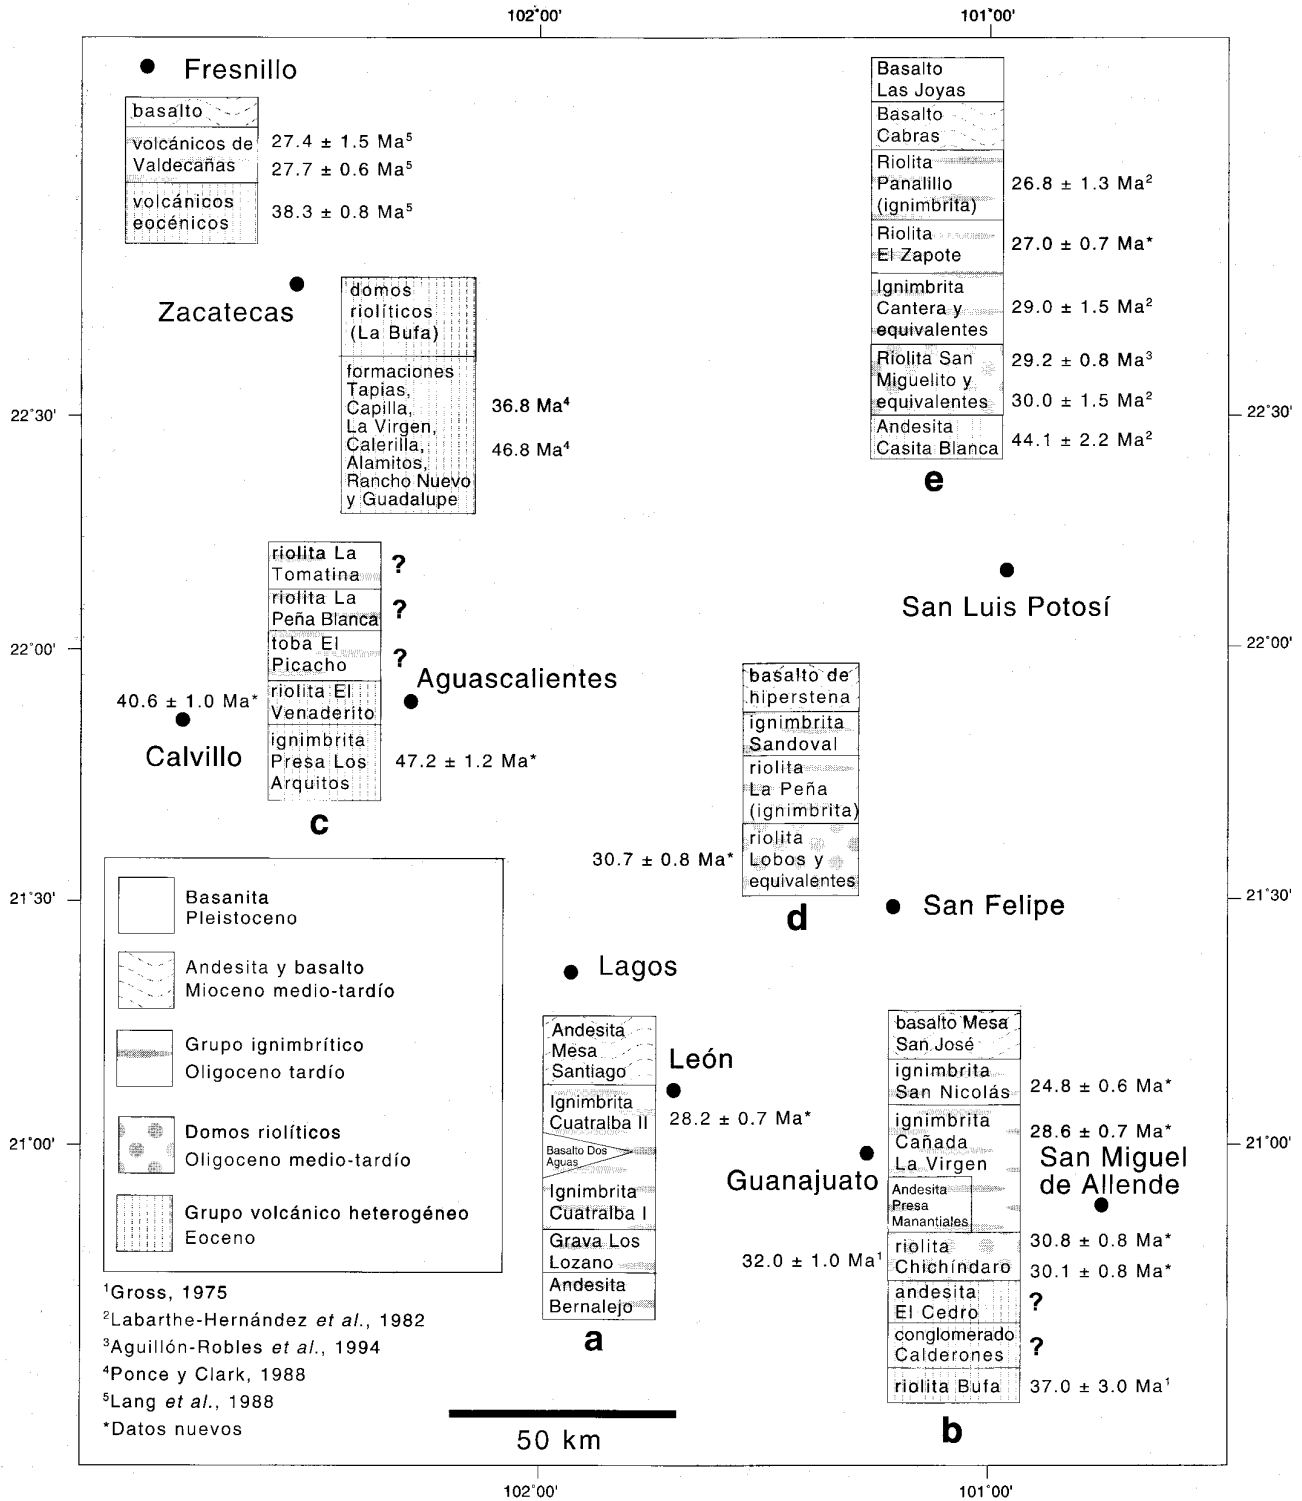 102°00'
101°00'
Fresnillo
basalto
volcánicos de
Valdecañas
27.4 ± 1.5 Ma⁵
27.7 ± 0.6 Ma⁵
volcánicos
eocénicos
38.3 ± 0.8 Ma⁵
Zacatecas
domos
riolíticos
(La Bufa)
formaciones
Tapias,
Capilla,
La Virgen,
Calerilla,
Alamitos,
Rancho Nuevo
y Guadalupe
36.8 Ma⁴
46.8 Ma⁴
Basalto
Las Joyas
Basalto
Cabras
Riolita
Panalillo
(ignimbrita)
26.8 ± 1.3 Ma²
Riolita
El Zapote
27.0 ± 0.7 Ma*
Ignimbrita
Cantera y
equivalentes
29.0 ± 1.5 Ma²
Riolita San
Miguelito y
equivalentes
29.2 ± 0.8 Ma³
30.0 ± 1.5 Ma²
Andesita
Casita Blanca
44.1 ± 2.2 Ma²
e
22°30'
22°30'
San Luis Potosí
riolita La
Tomatina
?
riolita La
Peña Blanca
?
toba El
Picacho
?
riolita El
Venaderito
40.6 ± 1.0 Ma*
ignimbrita
Presa Los
Arquitos
47.2 ± 1.2 Ma*
c
Calvillo
Aguascalientes
22°00'
22°00'
basalto de
hiperstena
ignimbrita
Sandoval
riolita
La Peña
(ignimbrita)
riolita
Lobos y
equivalentes
30.7 ± 0.8 Ma*
d
San Felipe
21°30'
21°30'
Basanita
Pleistoceno
Andesita y basalto
Mioceno medio-tardío
Grupo ignimbrítico
Oligoceno tardío
Domos riolíticos
Oligoceno medio-tardío
Grupo volcánico heterogéneo
Eoceno
Lagos
Andesita
Mesa
Santiago
Ignimbrita
Cuatralba II
28.2 ± 0.7 Ma*
Basalto Dos
Aguas
Ignimbrita
Cuatralba I
Grava Los
Lozano
Andesita
Bernalejo
a
León
Guanajuato
basalto Mesa
San José
ignimbrita
San Nicolás
24.8 ± 0.6 Ma*
ignimbrita
Cañada
La Virgen
28.6 ± 0.7 Ma*
San Miguel
de Allende
Andesita
Presa
Manantiales
riolita
Chichíndaro
32.0 ± 1.0 Ma¹
30.8 ± 0.8 Ma*
30.1 ± 0.8 Ma*
andesita
El Cedro
?
conglomerado
Calderones
?
riolita Bufa
37.0 ± 3.0 Ma¹
b
21°00'
21°00'
¹Gross, 1975
²Labarthe-Hernández et al., 1982
³Aguillón-Robles et al., 1994
⁴Ponce y Clark, 1988
⁵Lang et al., 1988
*Datos nuevos
50 km
102°00'
101°00'